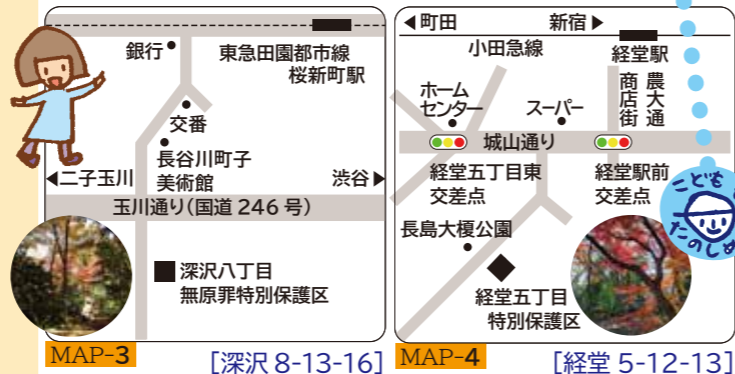 銀行
東急田園都市線
桜新町駅
交番
長谷川町子
美術館
◀二子玉川
渋谷▶
玉川通り(国道246号)
深沢八丁目
無原罪特別保護区
MAP-3
[深沢 8-13-16]
◀町田
新宿▶
小田急線
経堂駅
ホーム
センター
スーパー
農大通
商店街
城山通り
経堂五丁目東
交差点
経堂駅前
交差点
長島大榎公園
経堂五丁目
特別保護区
MAP-4
[経堂 5-12-13]
こども
たのしめ